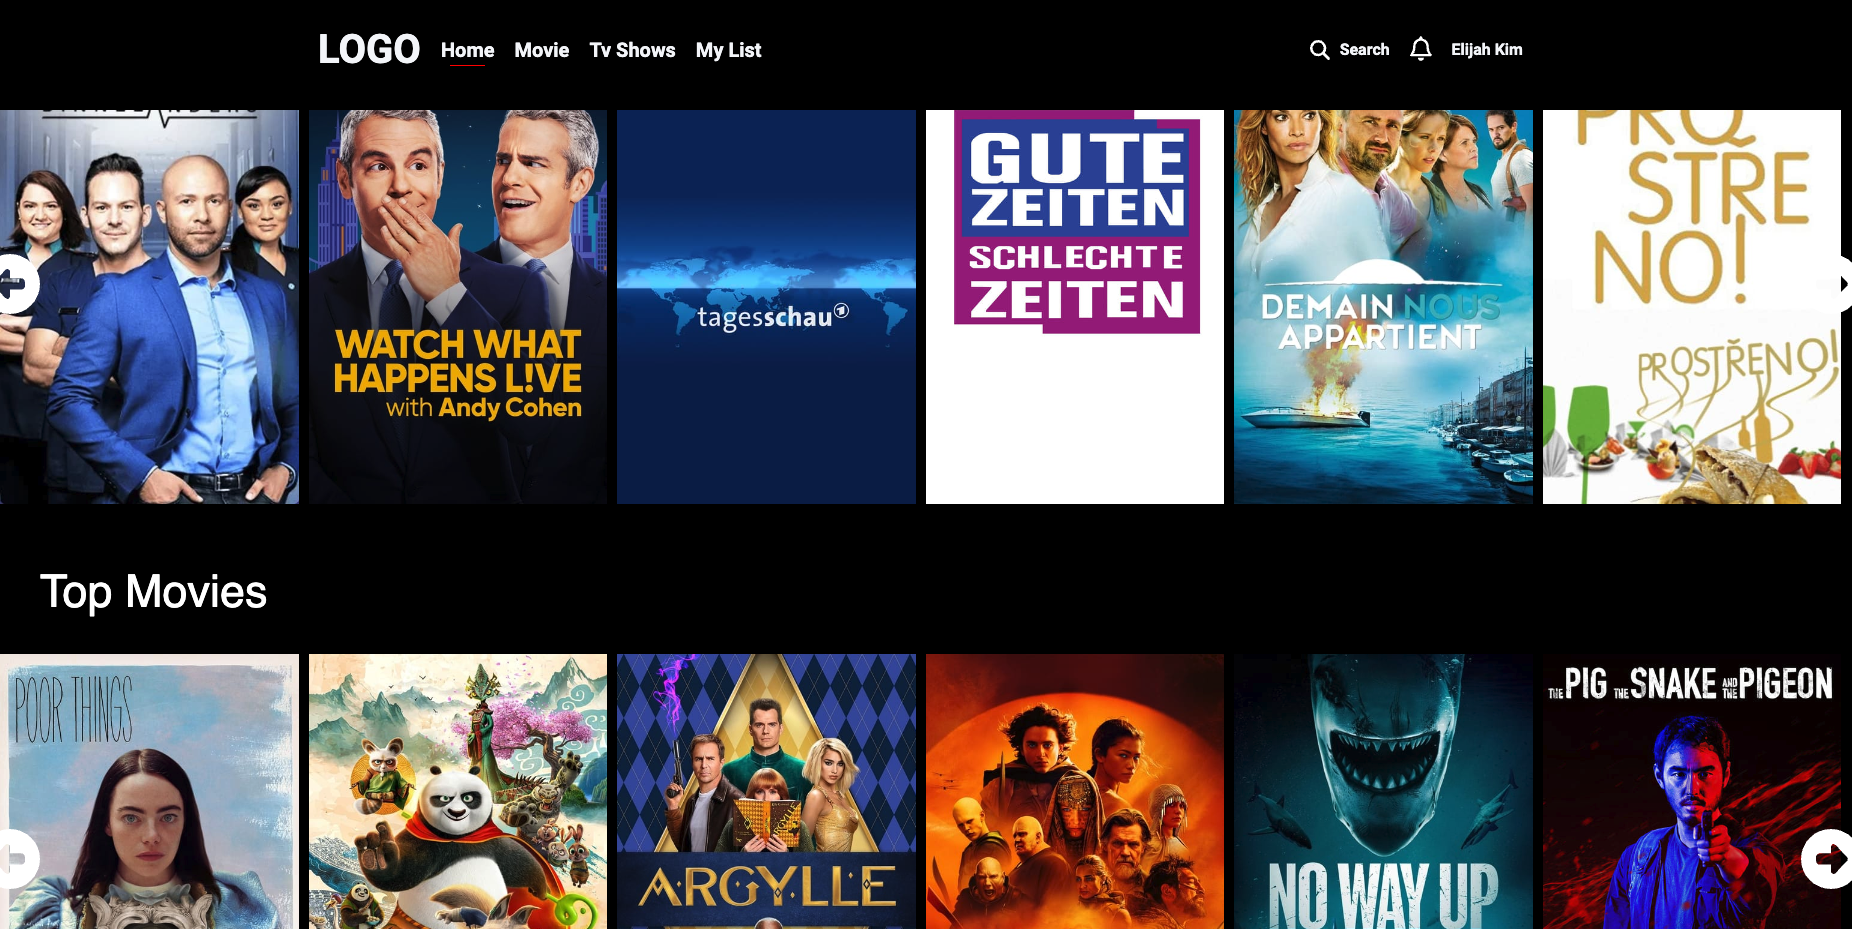 LOGO
Home Movie Tv Shows My List
Search
Elijah Kim
WATCH WHAT
HAPPENS L!VE
with Andy Cohen
tagesschau
GUTE
ZEITEN
SCHLECHTE
ZEITEN
DEMAIN NOUS
APPARTIENT
PRO
STŘE
NO!
PROSTŘENO!
Top Movies
POOR THINGS
ARGYLLE
NO WAY UP
THE PIG THE SNAKE AND THE PIGEON